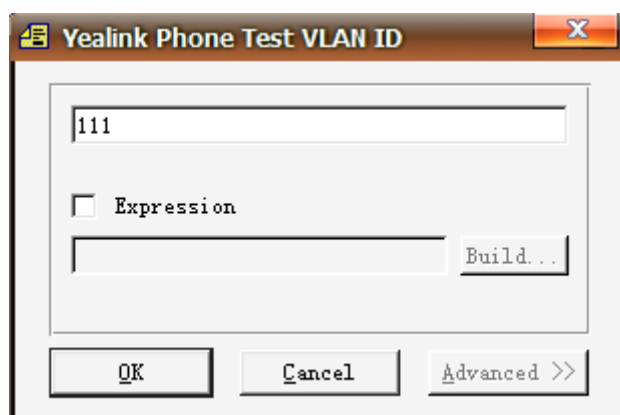 Yealink Phone Test VLAN ID
111
Expression
Build...
OK
Cancel
Advanced >>